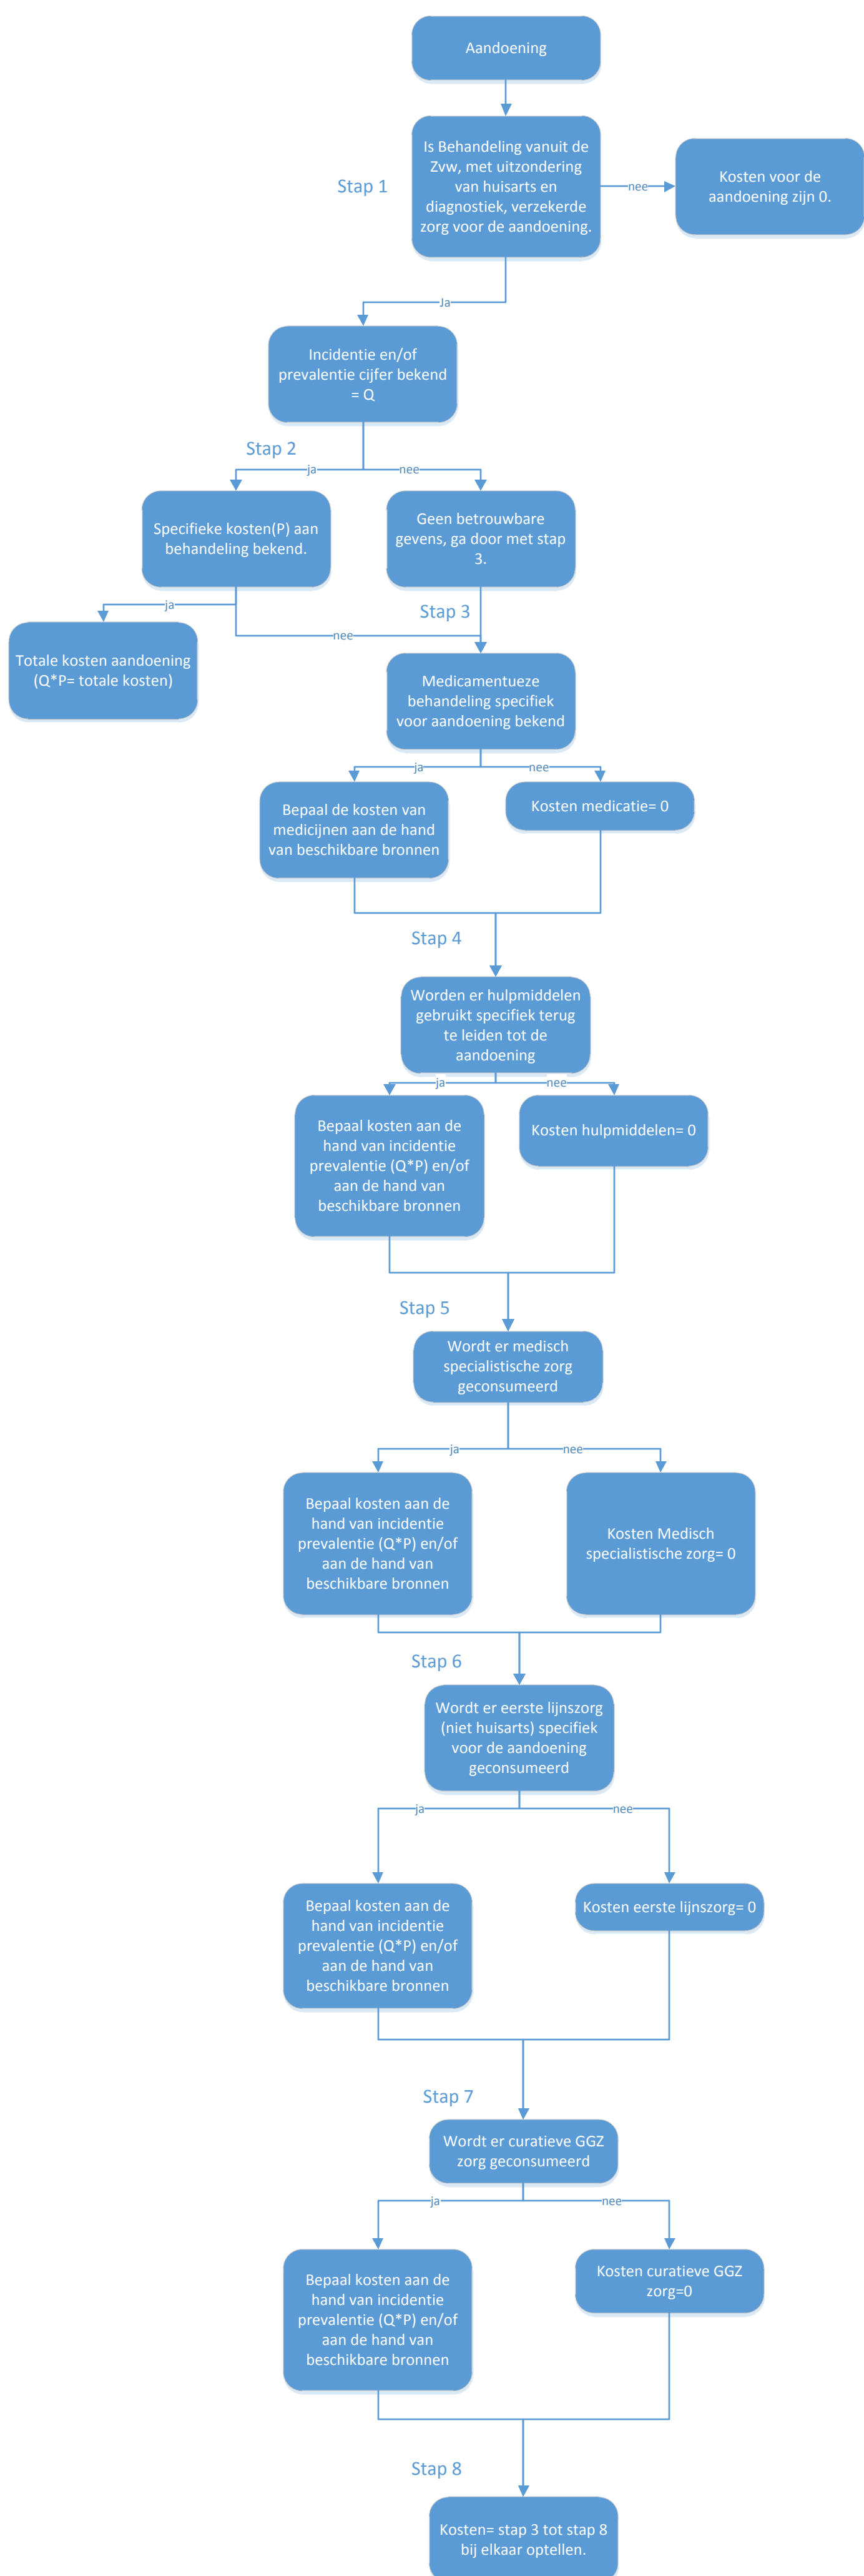 Aandoening
Is Behandeling vanuit de
Zvw, met uitzondering
van huisarts en
diagnostiek, verzekerde
zorg voor de aandoening.
Stap 1
nee
Kosten voor de
aandoening zijn 0.
Ja
Incidentie en/of
prevalentie cijfer bekend
= Q
Stap 2
ja
nee
Specifieke kosten(P) aan
behandeling bekend.
Geen betrouwbare
gevens, ga door met stap
3.
ja
Stap 3
nee
Totale kosten aandoening
(Q*P= totale kosten)
Medicamentueze
behandeling specifiek
voor aandoening bekend
ja
nee
Bepaal de kosten van
medicijnen aan de hand
van beschikbare bronnen
Kosten medicatie= 0
Stap 4
Worden er hulpmiddelen
gebruikt specifiek terug
te leiden tot de
aandoening
ja
nee
Bepaal kosten aan de
hand van incidentie
prevalentie (Q*P) en/of
aan de hand van
beschikbare bronnen
Kosten hulpmiddelen= 0
Stap 5
Wordt er medisch
specialistische zorg
geconsumeerd
ja
nee
Bepaal kosten aan de
hand van incidentie
prevalentie (Q*P) en/of
aan de hand van
beschikbare bronnen
Kosten Medisch
specialistische zorg= 0
Stap 6
Wordt er eerste lijnszorg
(niet huisarts) specifiek
voor de aandoening
geconsumeerd
ja
nee
Bepaal kosten aan de
hand van incidentie
prevalentie (Q*P) en/of
aan de hand van
beschikbare bronnen
Kosten eerste lijnszorg= 0
Stap 7
Wordt er curatieve GGZ
zorg geconsumeerd
ja
nee
Bepaal kosten aan de
hand van incidentie
prevalentie (Q*P) en/of
aan de hand van
beschikbare bronnen
Kosten curatieve GGZ
zorg=0
Stap 8
Kosten= stap 3 tot stap 8
bij elkaar optellen.